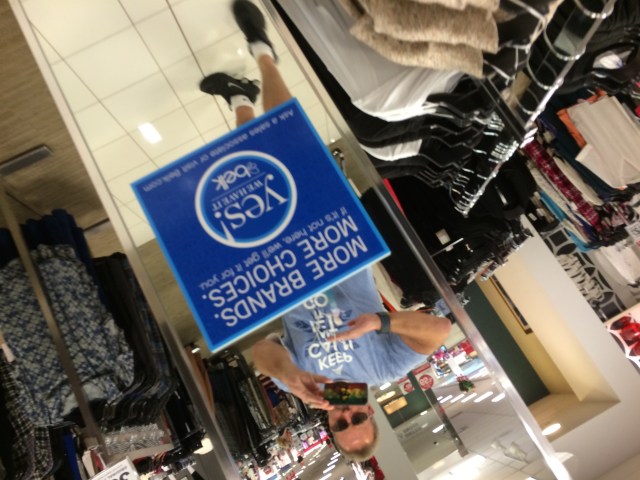 MORE BRANDS.
MORE CHOICES.
If it's not here, we'll get it for you.
yes!
WE HAVE IT
@ belk
Ask a sales associate or visit Belk.com
KEEP
CALM